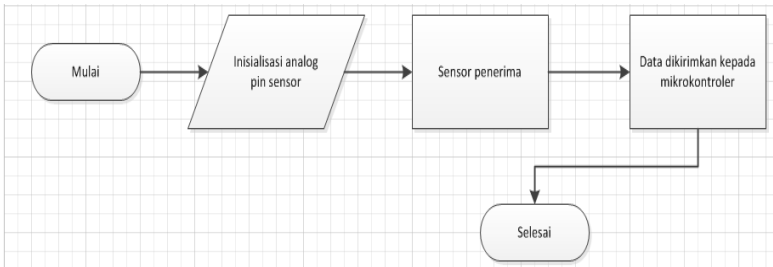 Mulai
Inisialisasi analog
pin sensor
Sensor penerima
Data dikirimkan kepada
mikrokontroler
Selesai